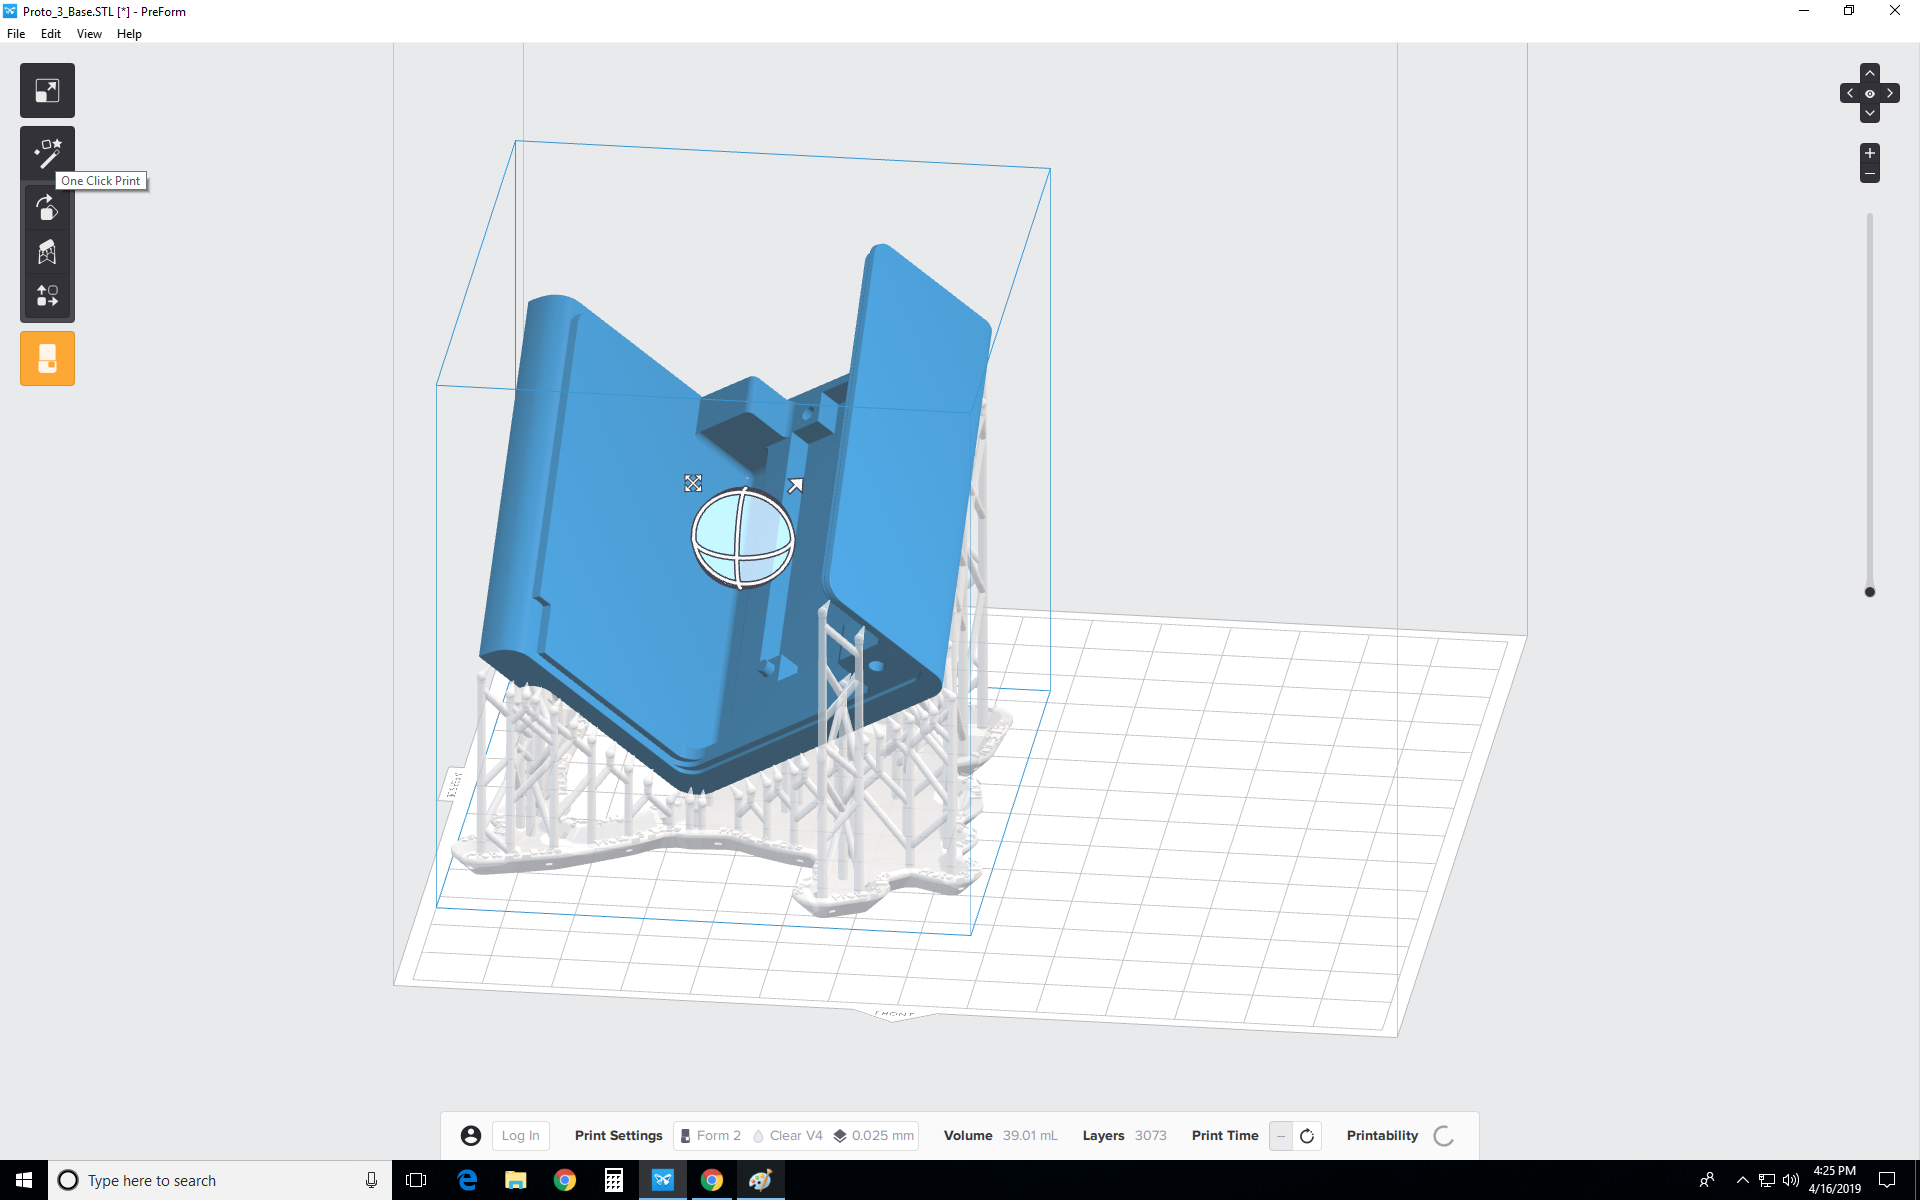 Proto_3_Base.STL [*] - PreForm
File Edit View Help
One Click Print
FRONT
Log In Print Settings Form 2 Clear V4 0.025 mm Volume 39.01 mL Layers 3073 Print Time -- Printability
Type here to search
4:25 PM
4/16/2019